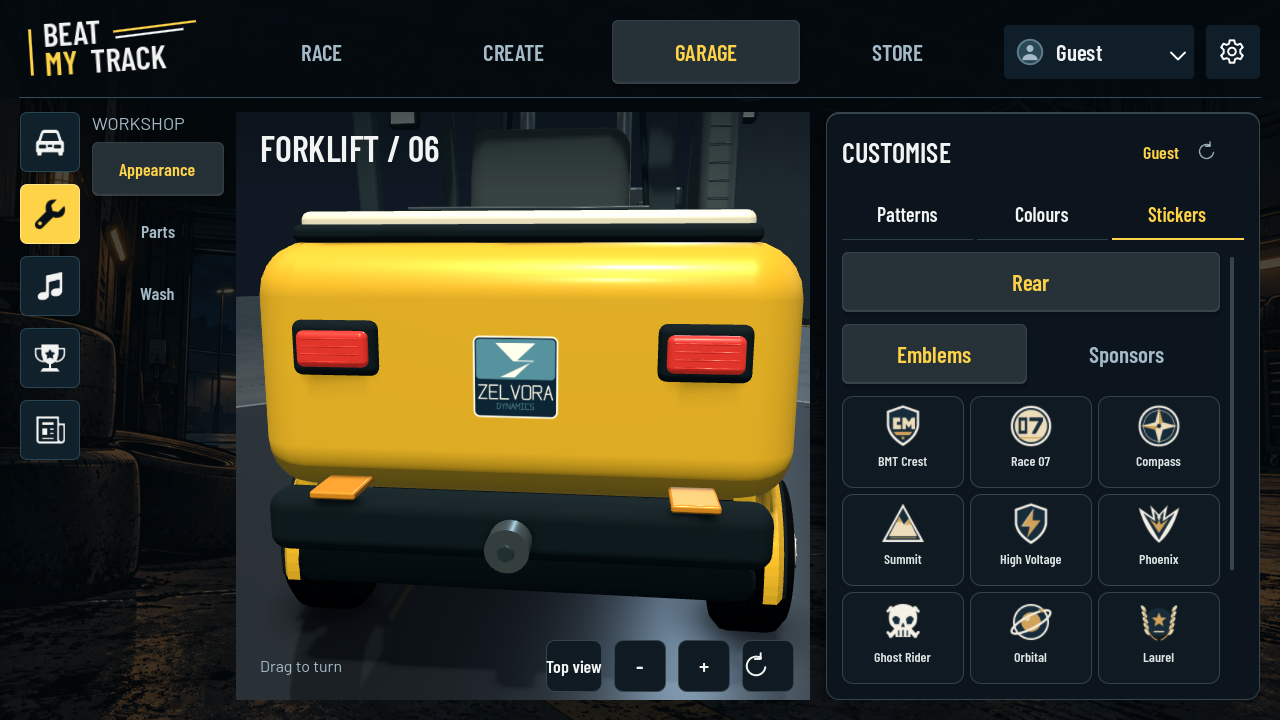 BEAT
MY TRACK
RACE
CREATE
GARAGE
STORE
Guest
WORKSHOP
Appearance
Parts
Wash
FORKLIFT / 06
ZELVORA
DYNAMICS
Drag to turn
Top view
-
+
CUSTOMISE
Guest
Patterns
Colours
Stickers
Rear
Emblems
Sponsors
CM
BMT Crest
07
Race 07
Compass
Summit
High Voltage
Phoenix
Ghost Rider
Orbital
Laurel